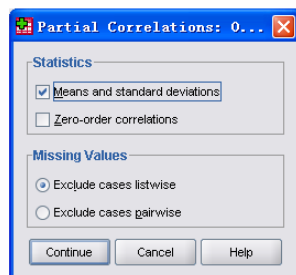 Partial Correlations: O...
Statistics
Means and standard deviations
Zero-order correlations
Missing Values
Exclude cases listwise
Exclude cases pairwise
Continue Cancel Help